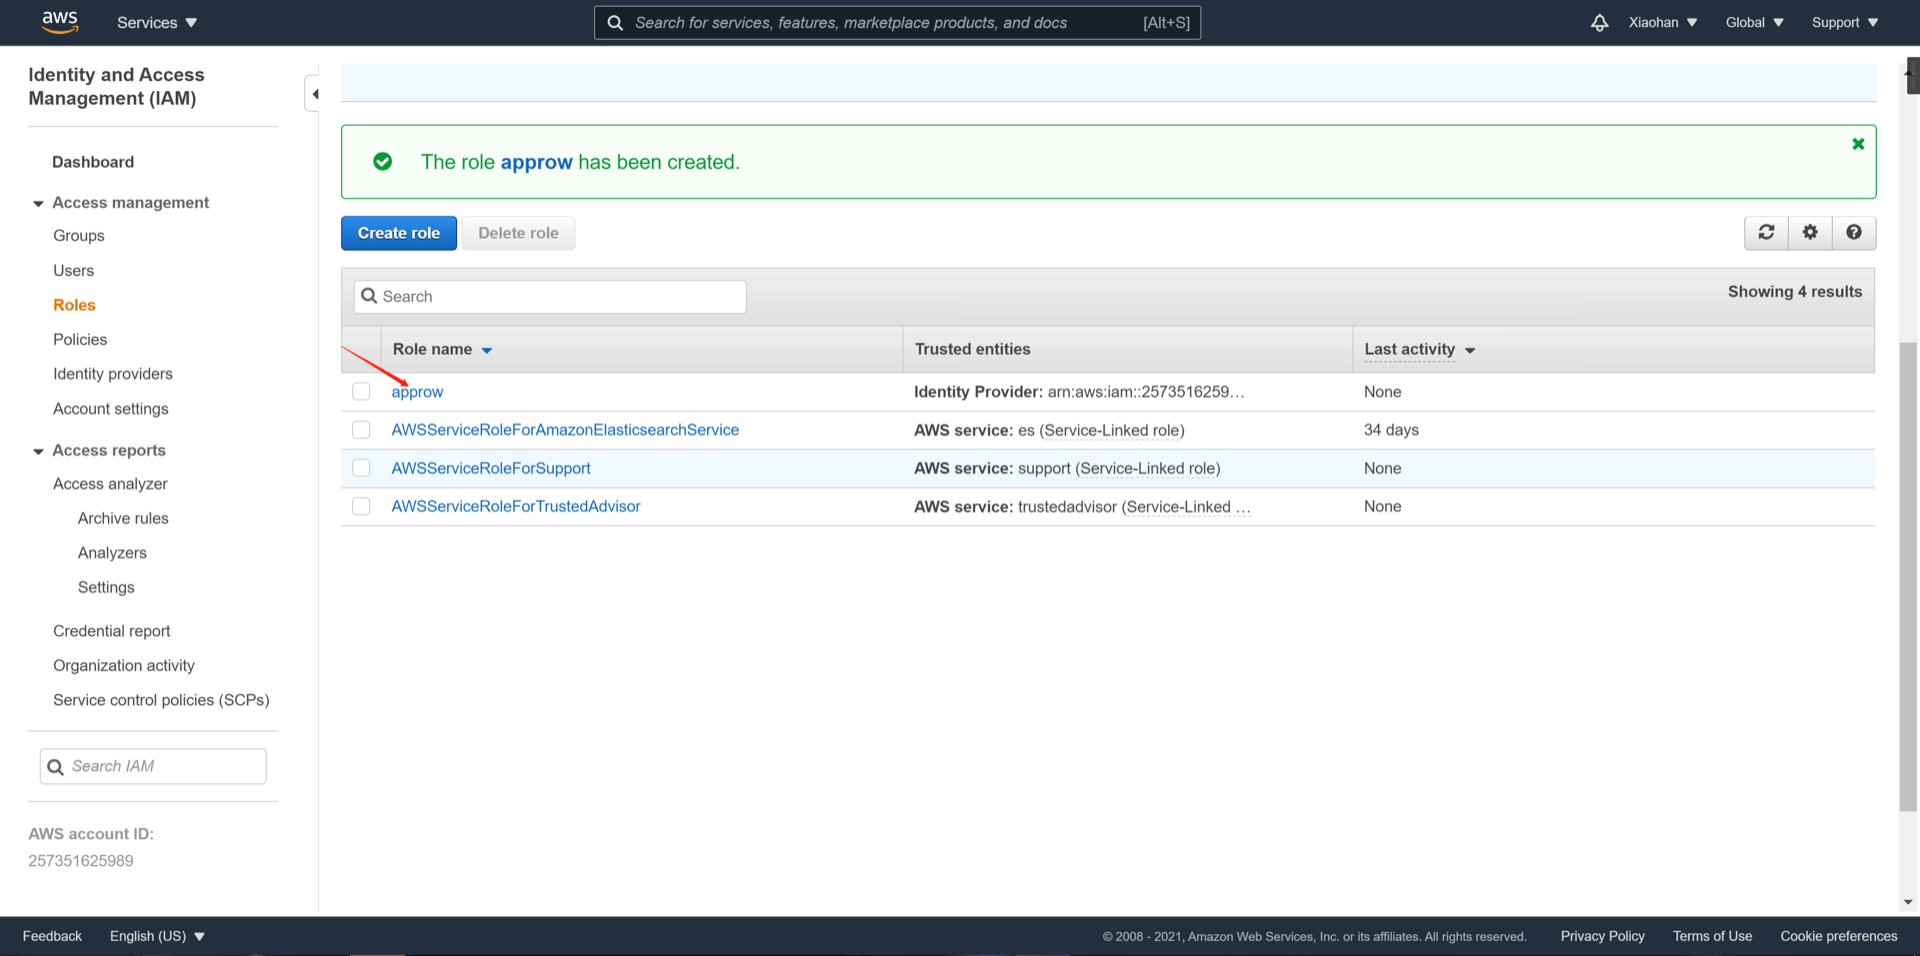 aws
Services
Search for services, features, marketplace products, and docs
[Alt+S]
Xiaohan
Global
Support
Identity and Access
Management (IAM)
Dashboard
Access management
Groups
Users
Roles
Policies
Identity providers
Account settings
Access reports
Access analyzer
Archive rules
Analyzers
Settings
Credential report
Organization activity
Service control policies (SCPs)
Search IAM
AWS account ID:
257351625989
The role approw has been created.
Create role
Delete role
Search
Showing 4 results
Role name
Trusted entities
Last activity
approw
Identity Provider: arn:aws:iam::2573516259…
None
AWSServiceRoleForAmazonElasticsearchService
AWS service: es (Service-Linked role)
34 days
AWSServiceRoleForSupport
AWS service: support (Service-Linked role)
None
AWSServiceRoleForTrustedAdvisor
AWS service: trustedadvisor (Service-Linked …
None
Feedback
English (US)
© 2008 - 2021, Amazon Web Services, Inc. or its affiliates. All rights reserved.
Privacy Policy
Terms of Use
Cookie preferences